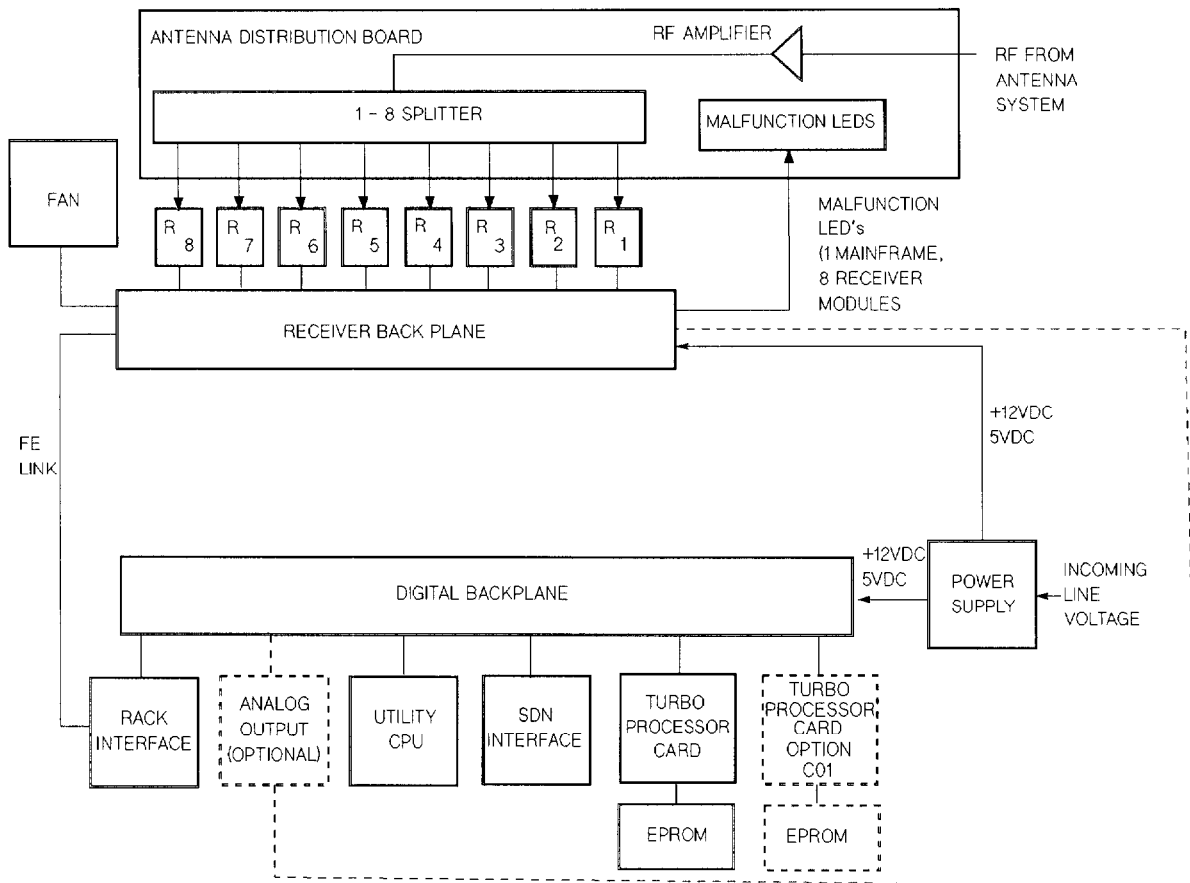 ANTENNA DISTRIBUTION BOARD
RF AMPLIFIER
RF FROM
ANTENNA
SYSTEM
1 - 8 SPLITTER
MALFUNCTION LEDS
FAN
R 8
R 7
R 6
R 5
R 4
R 3
R 2
R 1
MALFUNCTION
LED's
(1 MAINFRAME,
8 RECEIVER
MODULES
RECEIVER BACK PLANE
+12VDC
5VDC
FE
LINK
DIGITAL BACKPLANE
+12VDC
5VDC
POWER
SUPPLY
INCOMING
LINE
VOLTAGE
RACK
INTERFACE
ANALOG
OUTPUT
(OPTIONAL)
UTILITY
CPU
SDN
INTERFACE
TURBO
PROCESSOR
CARD
TURBO
PROCESSOR
CARD
OPTION
C01
EPROM
EPROM